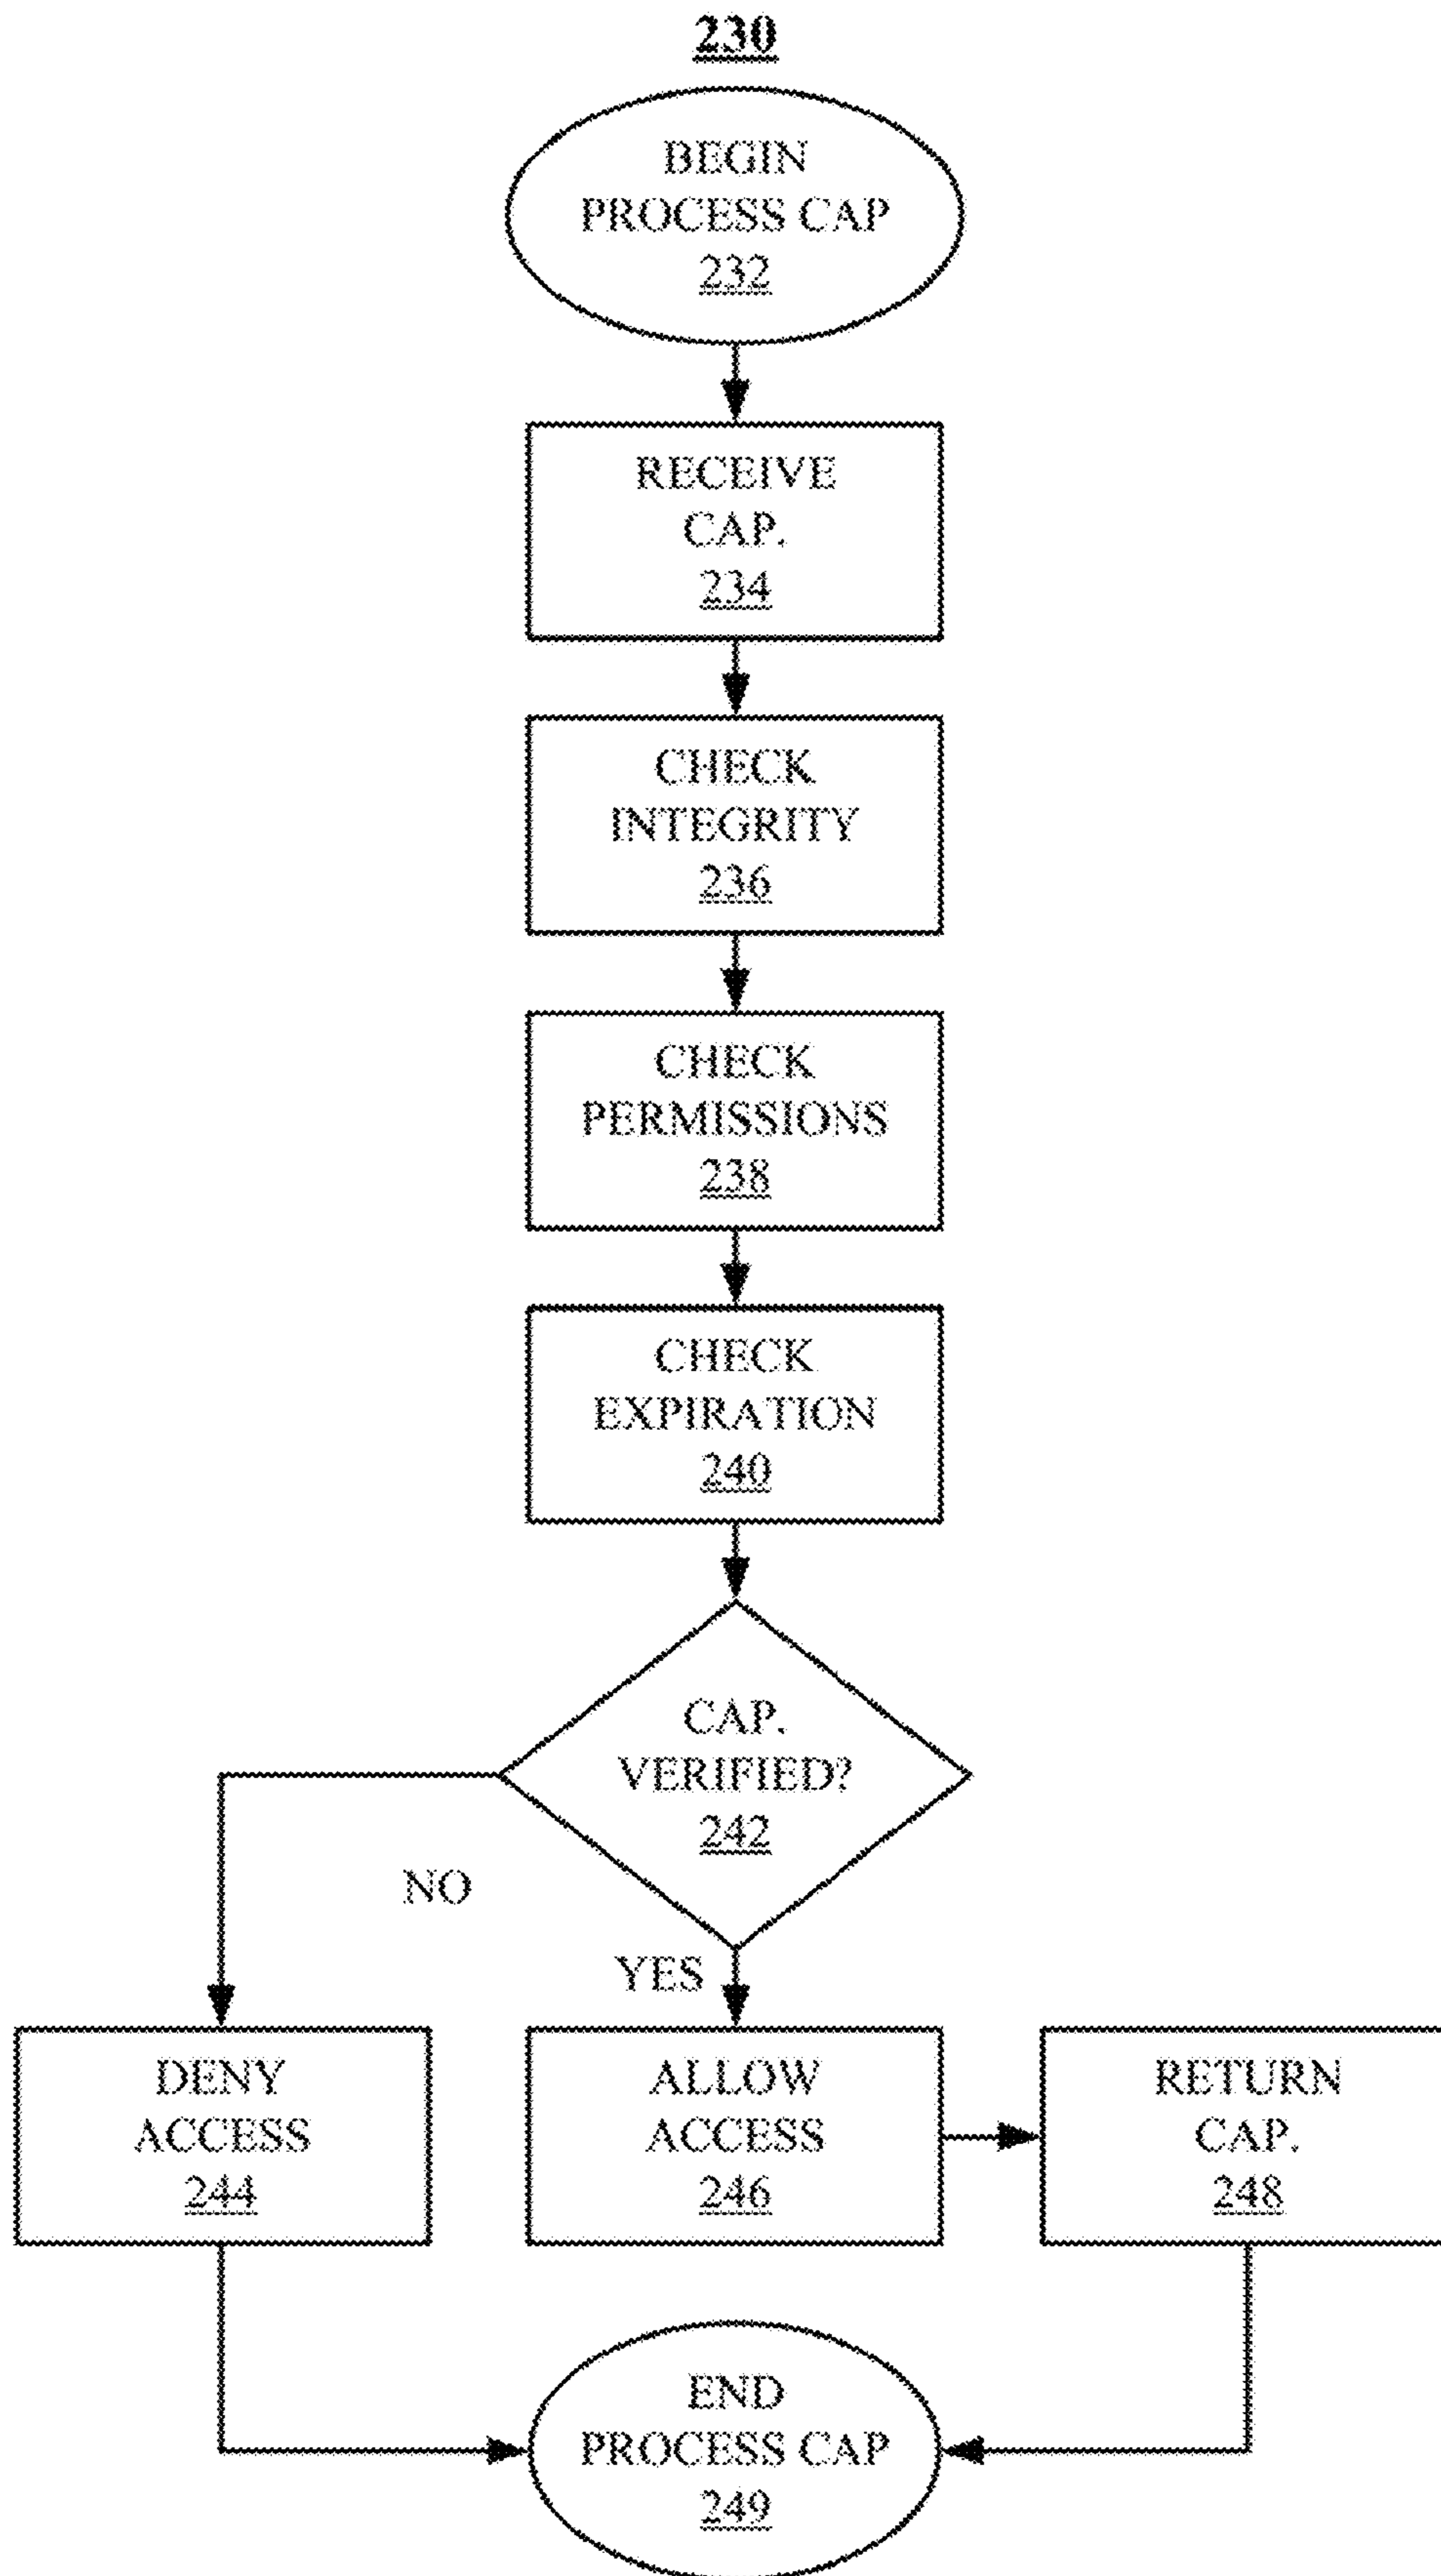 230
BEGIN
PROCESS CAP
232
RECEIVE
CAP.
234
CHECK
INTEGRITY
236
CHECK
PERMISSIONS
238
CHECK
EXPIRATION
240
CAP.
VERIFIED?
242
NO
YES
DENY
ACCESS
244
ALLOW
ACCESS
246
RETURN
CAP.
248
END
PROCESS CAP
249